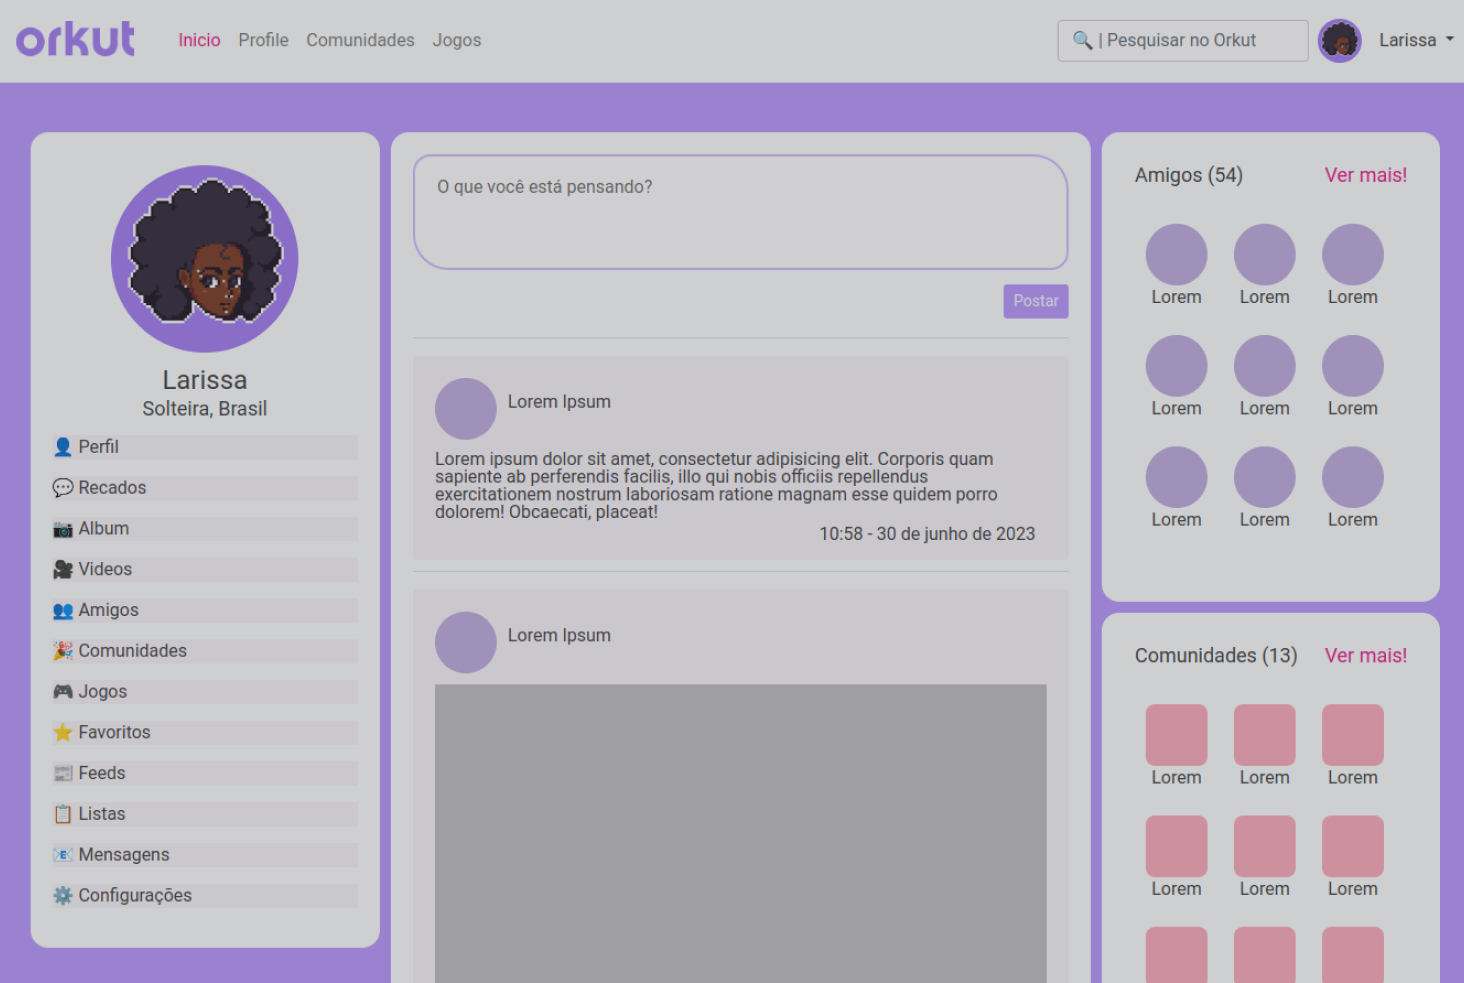 orkut
Inicio Profile Comunidades Jogos
| Pesquisar no Orkut
Larissa
Larissa
Solteira, Brasil
Perfil
Recados
Album
Videos
Amigos
Comunidades
Jogos
Favoritos
Feeds
Listas
Mensagens
Configurações
O que você está pensando?
Postar
Lorem Ipsum
Lorem ipsum dolor sit amet, consectetur adipisicing elit. Corporis quam
sapiente ab perferendis facilis, illo qui nobis officiis repellendus
exercitationem nostrum laboriosam ratione magnam esse quidem porro
dolorem! Obcaecati, placeat!
10:58 - 30 de junho de 2023
Lorem Ipsum
Amigos (54) Ver mais!
Lorem Lorem Lorem
Lorem Lorem Lorem
Lorem Lorem Lorem
Comunidades (13) Ver mais!
Lorem Lorem Lorem
Lorem Lorem Lorem